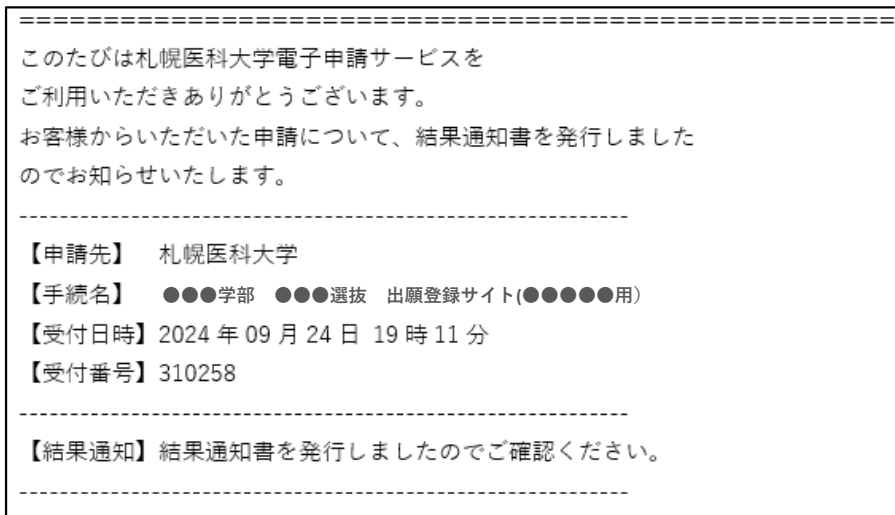 ==================================================
このたびは札幌医科大学電子申請サービスを
ご利用いただきありがとうございます。
お客様からいただいた申請について、結果通知書を発行しました
のでお知らせいたします。
------------------------------------------------------------
【申請先】　札幌医科大学
【手続名】　●●●学部　●●●選抜　出願登録サイト(●●●●●用）
【受付日時】2024 年 09 月 24 日 19 時 11 分
【受付番号】310258
------------------------------------------------------------
【結果通知】結果通知書を発行しましたのでご確認ください。
------------------------------------------------------------